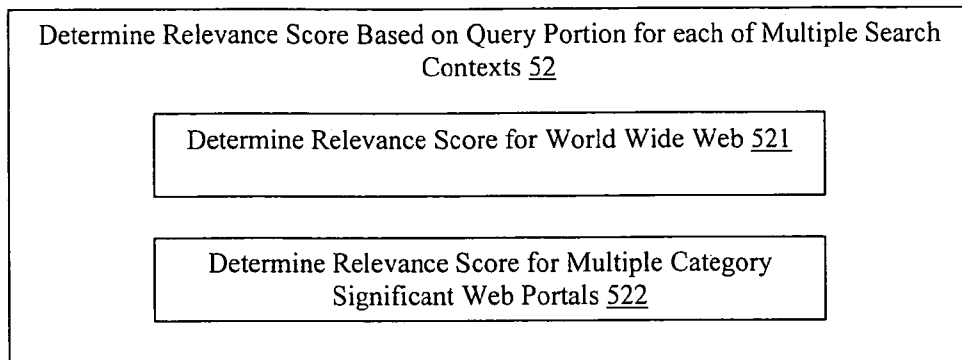 Determine Relevance Score Based on Query Portion for each of Multiple Search
Contexts 52
Determine Relevance Score for World Wide Web 521
Determine Relevance Score for Multiple Category
Significant Web Portals 522